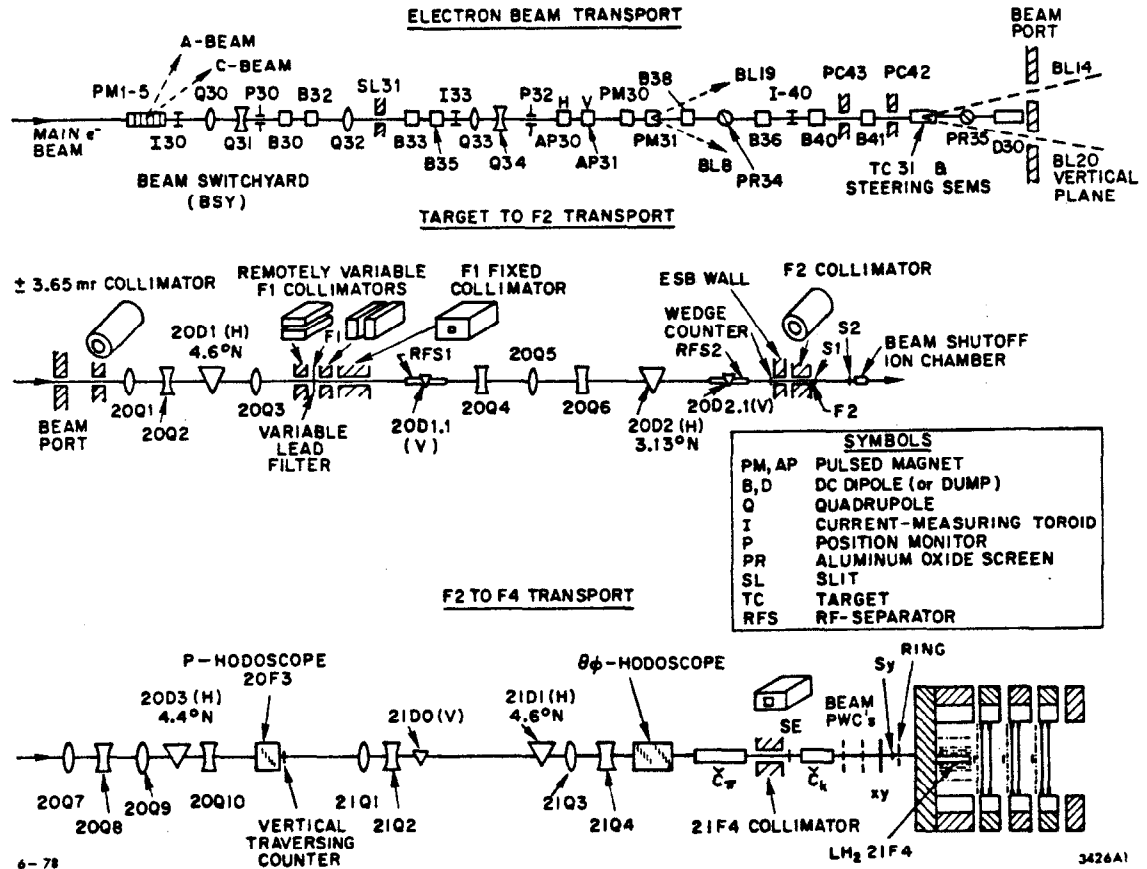 ELECTRON BEAM TRANSPORT
BEAM
PORT
A-BEAM
C-BEAM
PM1-5
Q30
P30
B32
SL31
I33
P32
H
V
PM30
B38
BL19
I-40
PC43
PC42
BL14
MAIN e-
BEAM
I30
Q31
B30
Q32
B33
B35
Q33
Q34
AP30
AP31
PM31
BL8
PR34
B36
B40
B41
TC 31 &
STEERING SEMS
PR35
D30
BL20
VERTICAL
PLANE
BEAM SWITCHYARD
(BSY)
TARGET TO F2 TRANSPORT
± 3.65 mr COLLIMATOR
REMOTELY VARIABLE
F1 COLLIMATORS
F1 FIXED
COLLIMATOR
ESB WALL
F2 COLLIMATOR
20D1 (H)
4.6°N
F1
RFS1
20Q5
WEDGE
COUNTER
RFS2
S1
S2
BEAM SHUTOFF
ION CHAMBER
BEAM
PORT
20Q1
20Q2
20Q3
VARIABLE
LEAD
FILTER
20D1.1
(V)
20Q4
20Q6
20D2 (H)
3.13°N
20D2.1(V)
F2
SYMBOLS
PM, AP PULSED MAGNET
B,D DC DIPOLE (or DUMP)
Q QUADRUPOLE
I CURRENT-MEASURING TOROID
P POSITION MONITOR
PR ALUMINUM OXIDE SCREEN
SL SLIT
TC TARGET
RFS RF-SEPARATOR
F2 TO F4 TRANSPORT
P-HODOSCOPE
20F3
20D3 (H)
4.4°N
21D0 (V)
21D1 (H)
4.6°N
θφ-HODOSCOPE
SE
BEAM
PWC's
Sy
RING
20Q7
20Q8
20Q9
20Q10
VERTICAL
TRAVERSING
COUNTER
21Q1
21Q2
21Q3
21Q4
Čπ
21F4 COLLIMATOR
Čk
xy
LH2 21F4
6-78
3426A1